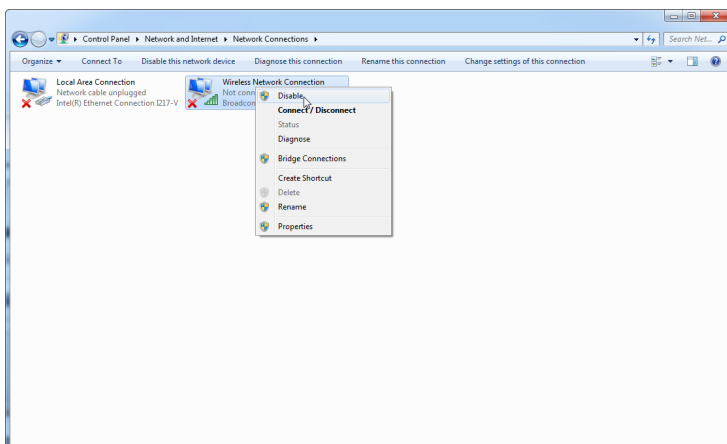 Control Panel ▸ Network and Internet ▸ Network Connections ▸
Search Net...
Organize ▾ Connect To Disable this network device Diagnose this connection Rename this connection Change settings of this connection
Local Area Connection
Network cable unplugged
Intel(R) Ethernet Connection I217-V
Wireless Network Connection
Not conn
Broadcon
Disable
Connect / Disconnect
Status
Diagnose
Bridge Connections
Create Shortcut
Delete
Rename
Properties